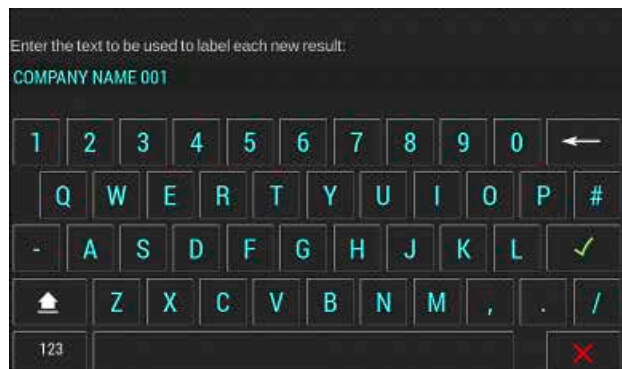 Enter the text to be used to label each new result:
COMPANY NAME 001
1 2 3 4 5 6 7 8 9 0
Q W E R T Y U I O P #
- A S D F G H J K L
Z X C V B N M , . /
123